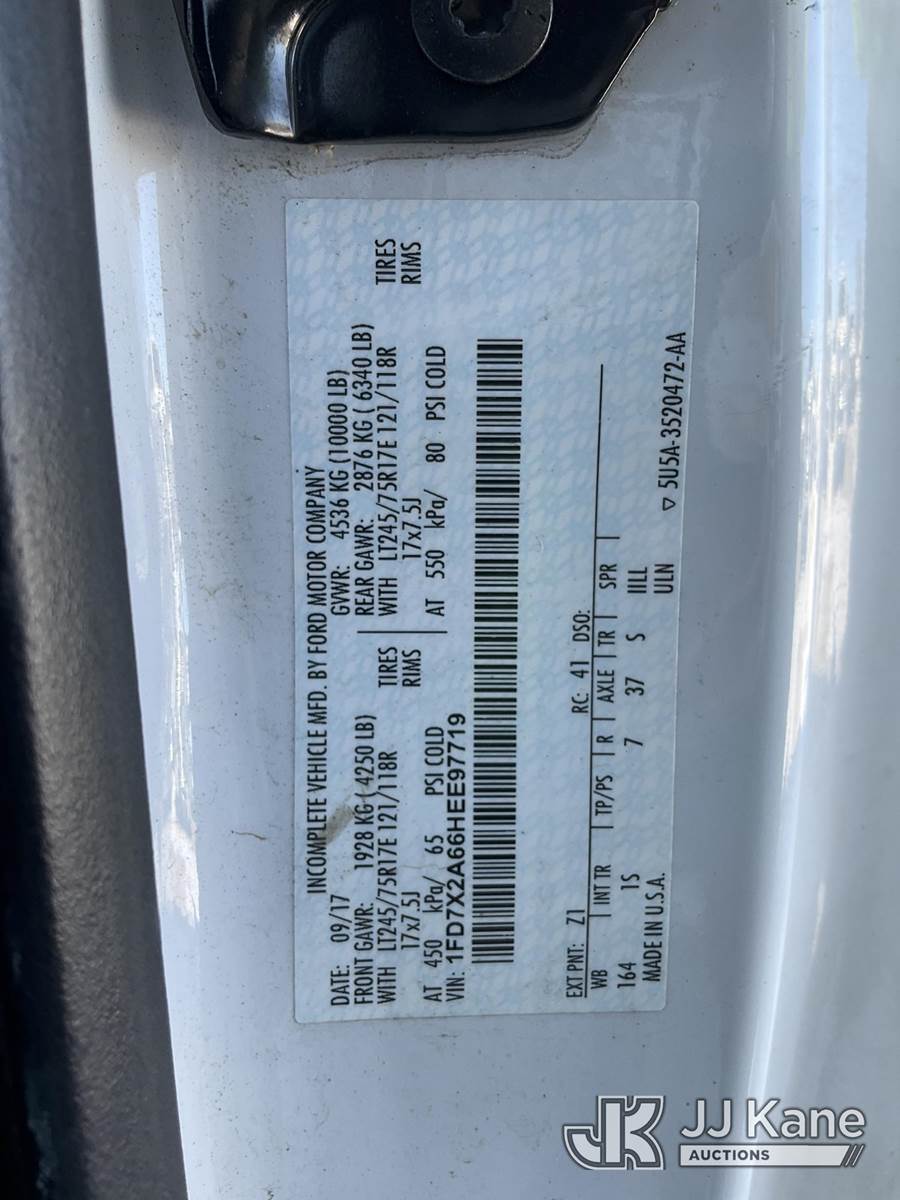 INCOMPLETE VEHICLE MFD. BY FORD MOTOR COMPANY
DATE: 09/17 GVWR: 4536 KG (10000 LB)
FRONT GAWR: 1928 KG ( 4250 LB) REAR GAWR: 2876 KG ( 6340 LB)
WITH LT245/75R17E 121/118R TIRES WITH LT245/75R17E 121/118R TIRES
17x7.5J RIMS 17x7.5J RIMS
AT 450 kPa/ 65 PSI COLD AT 550 kPa/ 80 PSI COLD
VIN: 1FD7X2A66HEE97719
EXT PNT: Z1 RC: 41 DSO:
WB INT TR TP/PS R AXLE TR SPR
164 1S 7 37 S IILL
MADE IN U.S.A. ULN
▽ 5U5A-3520472-AA
JK JJ Kane
AUCTIONS